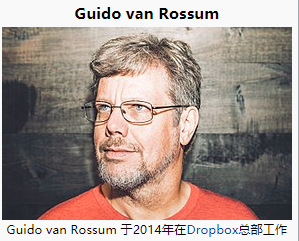 Guido van Rossum
Guido van Rossum 于2014年在Dropbox总部工作